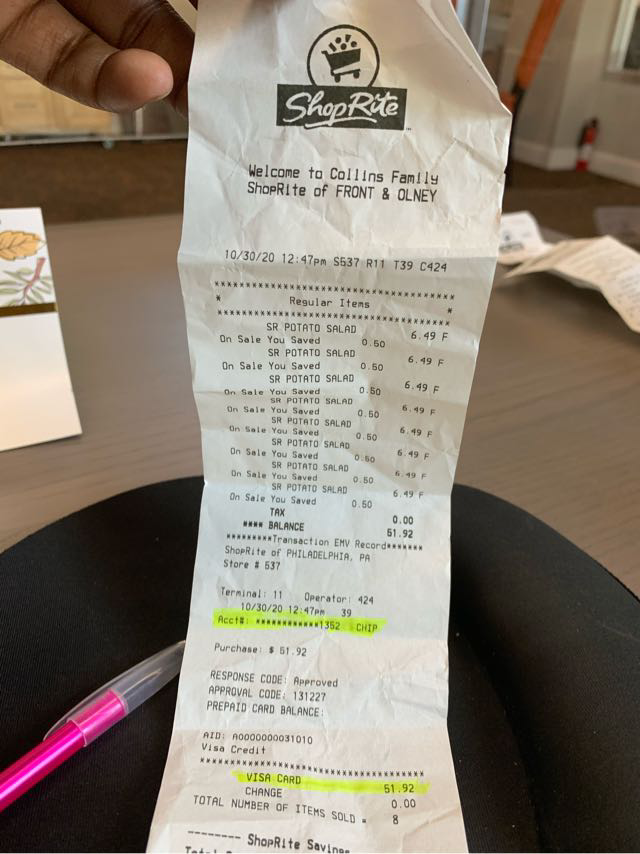 ShopRite
Welcome to Collins Family
ShopRite of FRONT & OLNEY
10/30/20 12:47pm S537 R11 T39 C424
************************************
* Regular Items *
************************************
SR POTATO SALAD 6.49 F
On Sale You Saved 0.50
SR POTATO SALAD 6.49 F
On Sale You Saved 0.50
SR POTATO SALAD 6.49 F
On Sale You Saved 0.50
SR POTATO SALAD 6.49 F
On Sale You Saved 0.50
SR POTATO SALAD 6.49 F
On Sale You Saved 0.50
SR POTATO SALAD 6.49 F
On Sale You Saved 0.50
SR POTATO SALAD 6.49 F
On Sale You Saved 0.50
SR POTATO SALAD 6.49 F
On Sale You Saved 0.50
TAX 0.00
**** BALANCE 51.92
*********Transaction EMV Record*******
ShopRite of PHILADELPHIA, PA
Store # 537
Terminal: 11 Operator: 424
10/30/20 12:47pm 39
Acct#: ************1352 CHIP
Purchase: $ 51.92
RESPONSE CODE: Approved
APPROVAL CODE: 131227
PREPAID CARD BALANCE:
AID: A0000000031010
Visa Credit
************************************
VISA CARD 51.92
CHANGE 0.00
TOTAL NUMBER OF ITEMS SOLD = 8
-------- ShopRite Savings